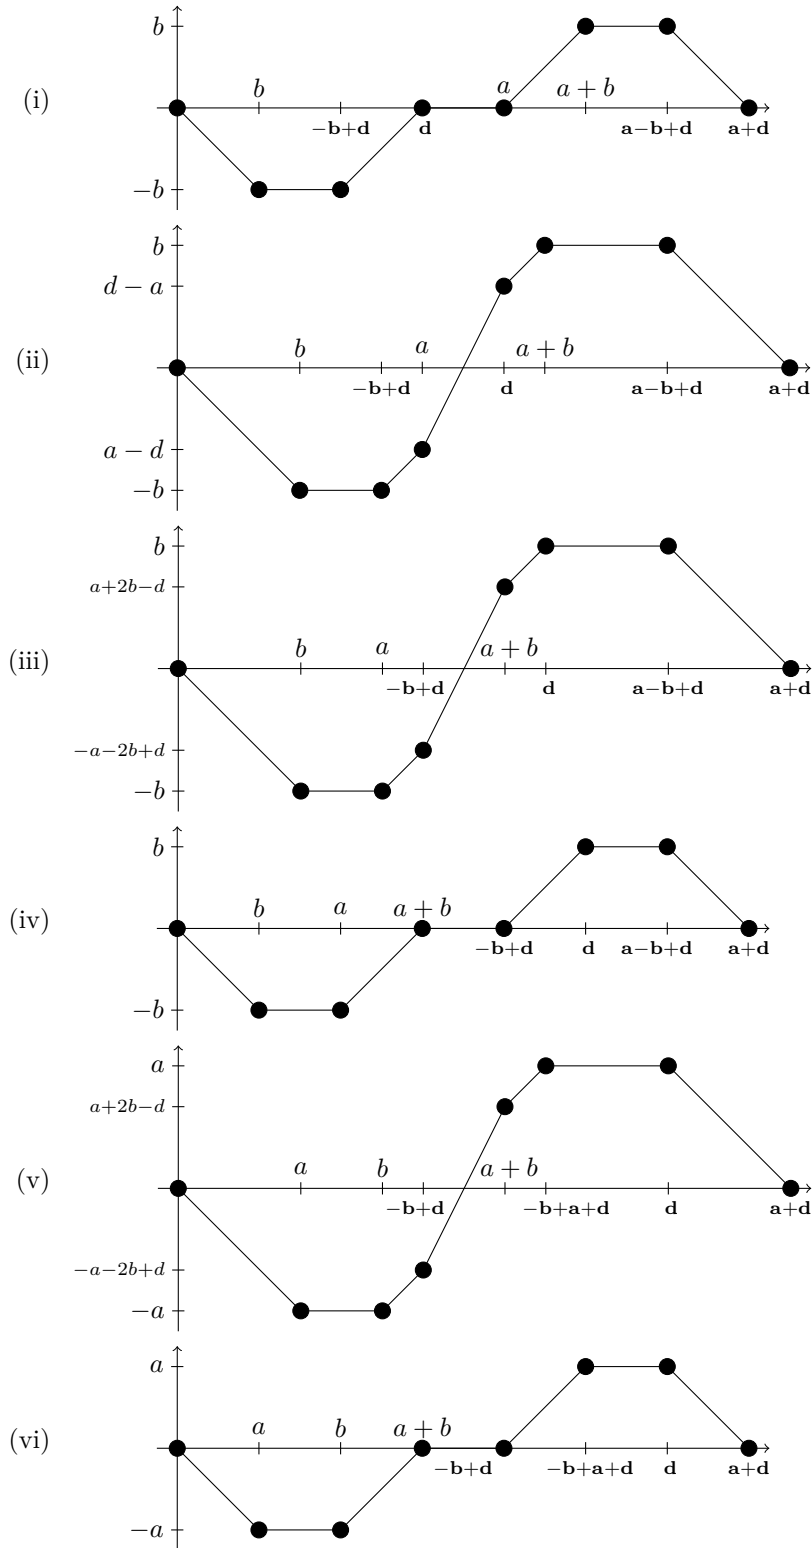 b
(i)
b
a
a + b
−b+d
d
a−b+d
a+d
−b
b
d − a
(ii)
b
a
a + b
−b+d
d
a−b+d
a+d
a − d
−b
b
a+2b−d
(iii)
b
a
a + b
−b+d
d
a−b+d
a+d
−a−2b+d
−b
b
(iv)
b
a
a + b
−b+d
d
a−b+d
a+d
−b
a
a+2b−d
(v)
a
b
a + b
−b+d
−b+a+d
d
a+d
−a−2b+d
−a
a
(vi)
a
b
a + b
−b+d
−b+a+d
d
a+d
−a